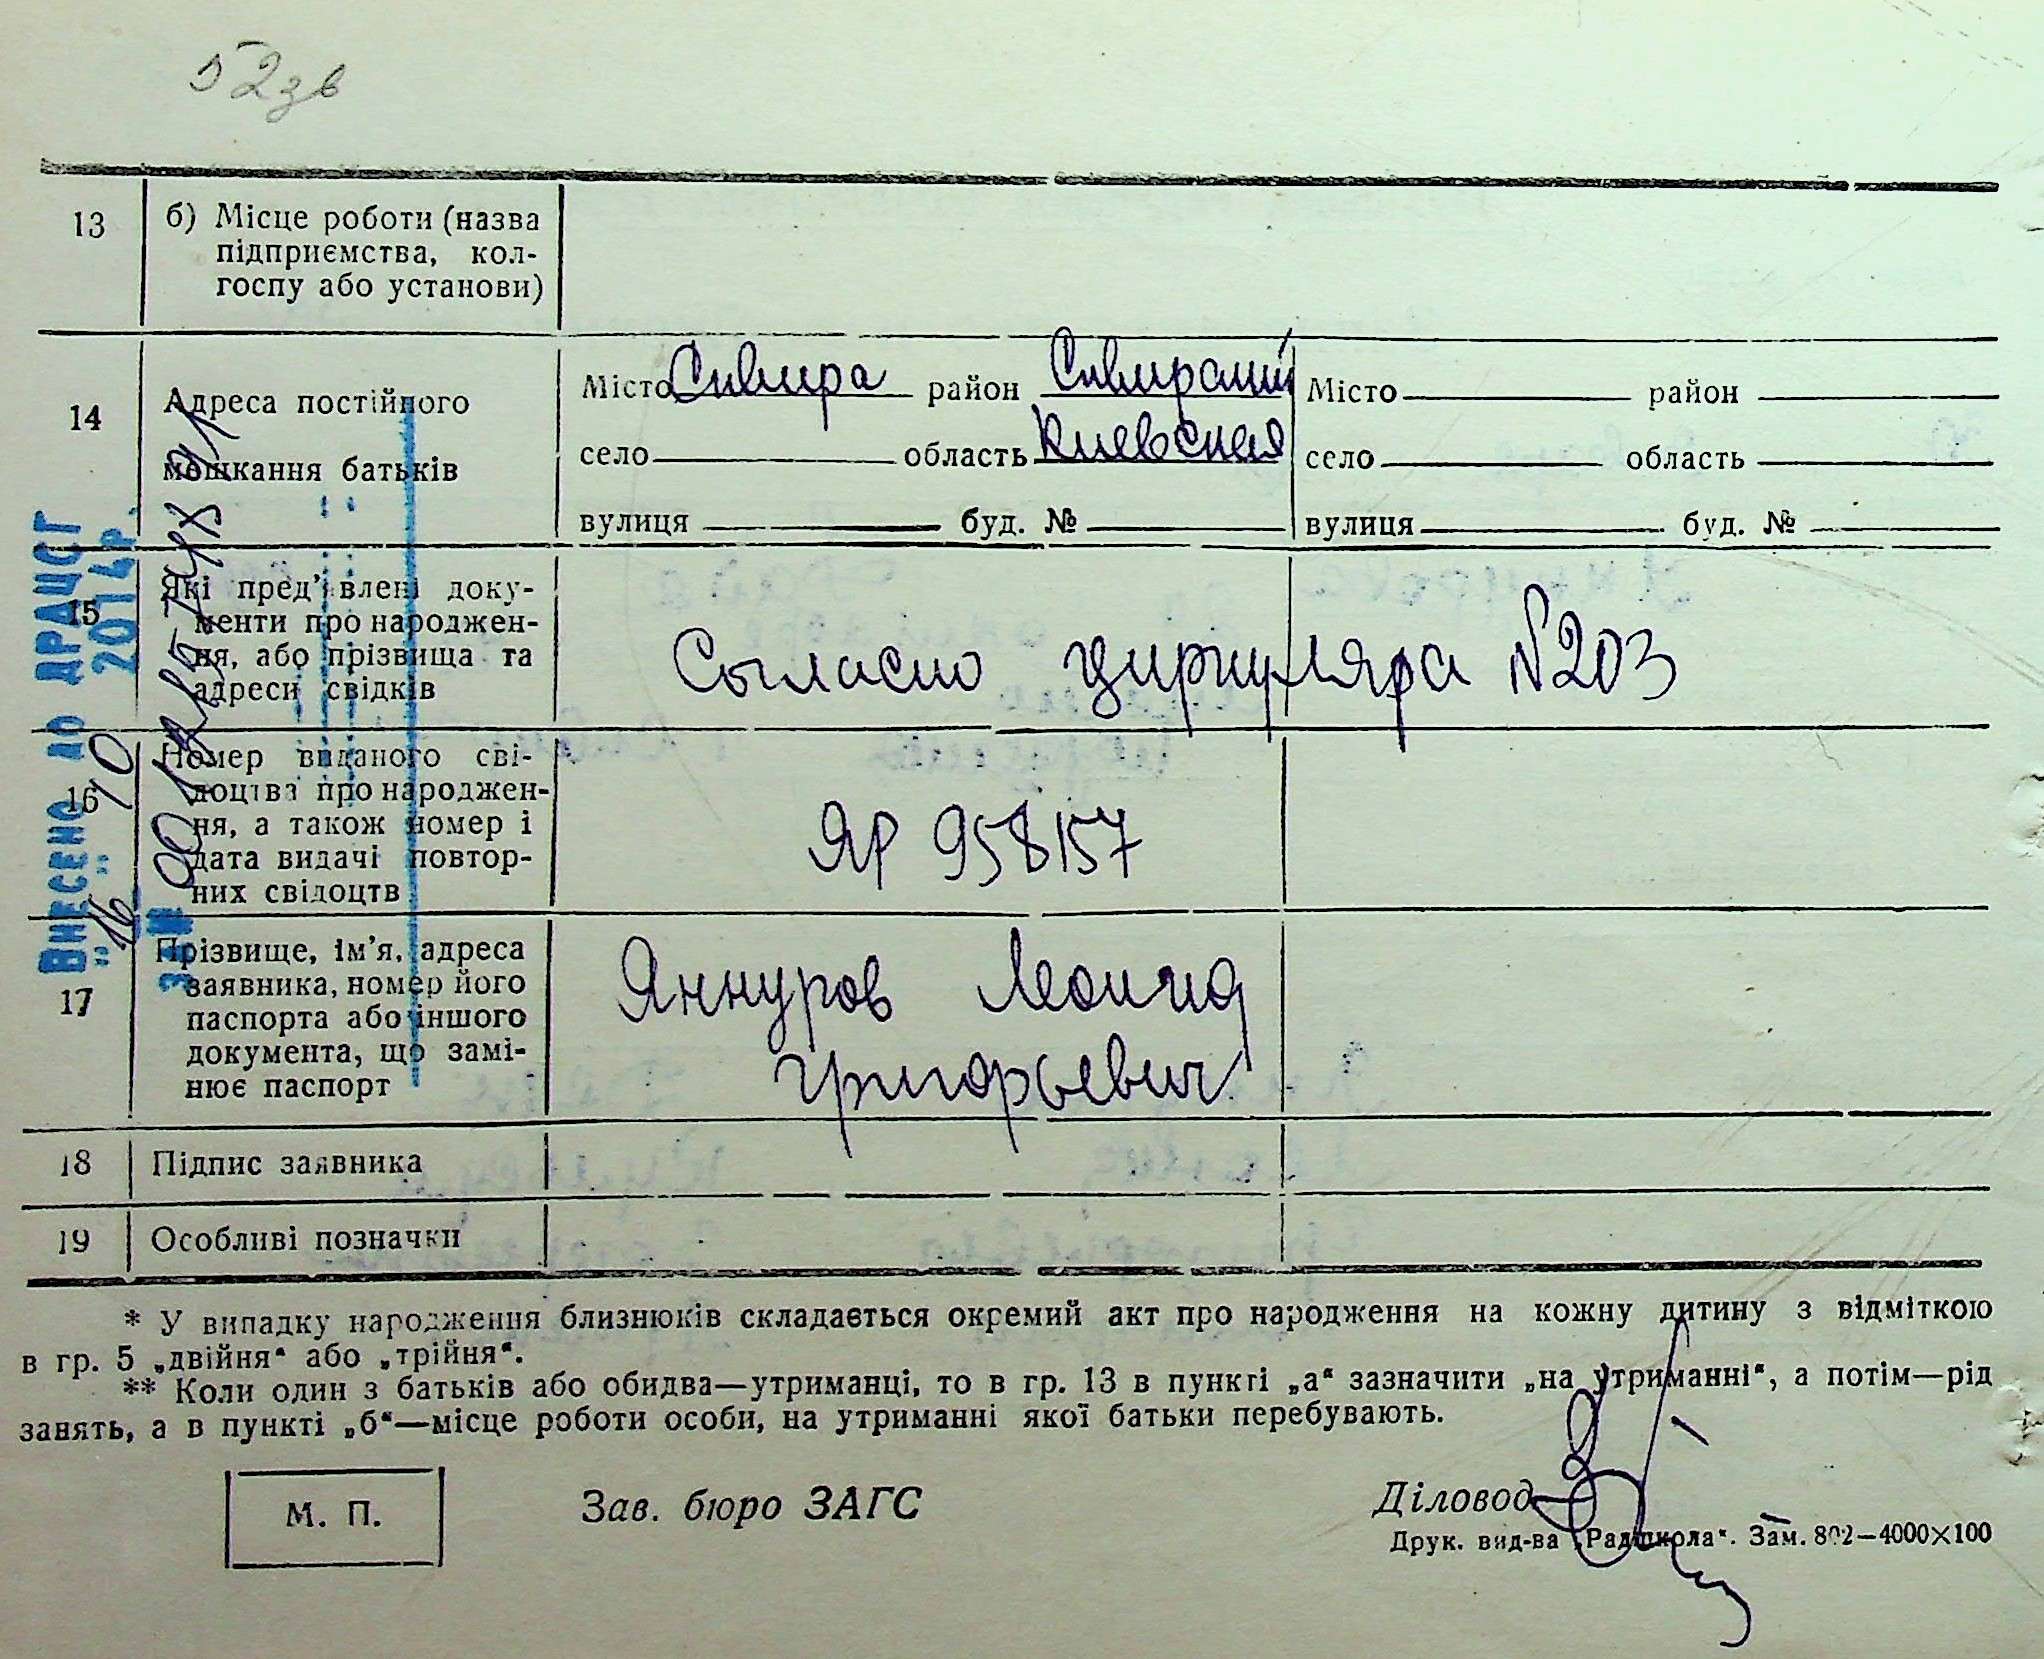 52зв
13 б) Місце роботи (назва
підприємства, кол-
госпу або установи)
14 Адреса постійного
мешкання батьків
Місто Сквира район Сквирский
село область Киевская
вулиця буд. №
Місто район
село область
вулиця буд. №
15 Які пред'явлені доку-
менти про народжен-
ня, або прізвища та
адреси свідків
Согласно циркуляра №203
16 Номер виданого сві-
доцтва про народжен-
ня, а також номер і
дата видачі повтор-
них свідоцтв
ЯР 958157
17 Прізвище, ім'я, адреса
заявника, номер його
паспорта або іншого
документа, що замі-
нює паспорт
Яннуров Леонид
Григорьевич
18 Підпис заявника
19 Особливі позначки
Внесено до ДРАЦСГ
"16" 10 2014р.
за №
* У випадку народження близнюків складається окремий акт про народження на кожну дитину з відміткою
в гр. 5 „двійня“ або „трійня“.
** Коли один з батьків або обидва—утриманці, то в гр. 13 в пункті „а“ зазначити „на утриманні“, а потім—рід
занять, а в пункті „б“—місце роботи особи, на утриманні якої батьки перебувають.
М. П. Зав. бюро ЗАГС Діловод
Друк. вид-ва „Радшкола“. Зам. 802—4000×100